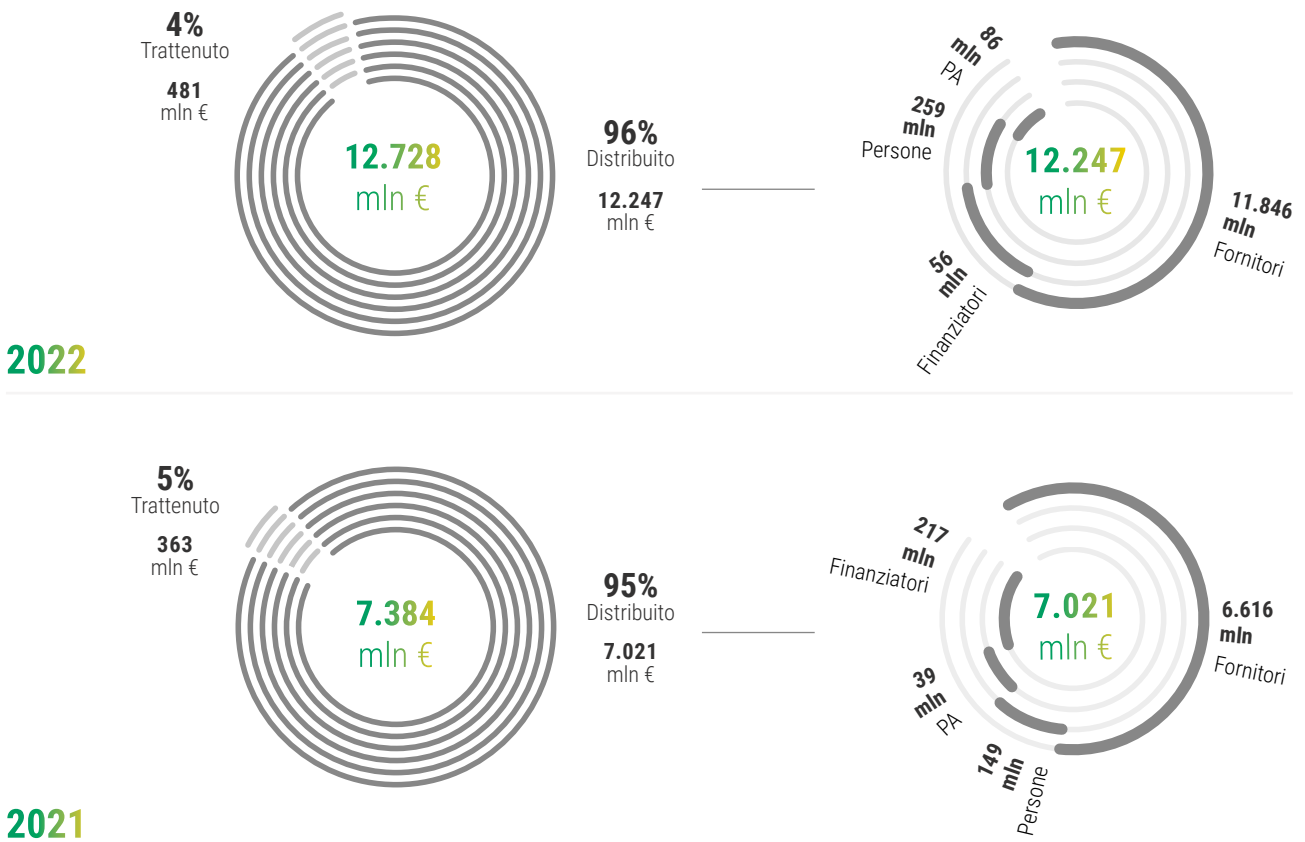 4%
Trattenuto
481
mln €
12.728
mln €
96%
Distribuito
12.247
mln €
86
mln
PA
259
mln
Persone
12.247
mln €
11.846
mln
Fornitori
56
mln
Finanziatori
2022
5%
Trattenuto
363
mln €
7.384
mln €
95%
Distribuito
7.021
mln €
217
mln
Finanziatori
7.021
mln €
6.616
mln
Fornitori
39
mln
PA
149
mln
Persone
2021